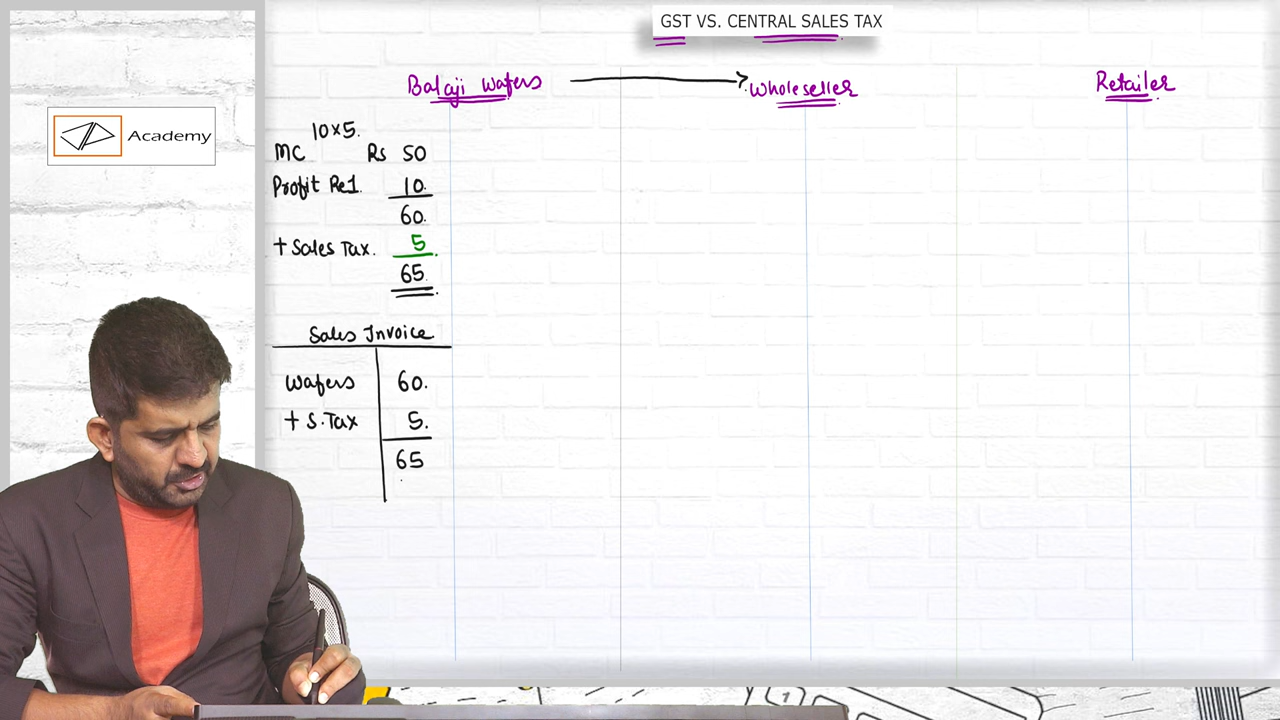 GST VS. CENTRAL SALES TAX
Balaji Wafers
Wholeseller
Retailer
Academy
10×5.
MC Rs 50
Profit Re1. 10.
60.
+ Sales Tax. 5
65
Sales Invoice
Wafers 60.
+ S.Tax 5.
65
1